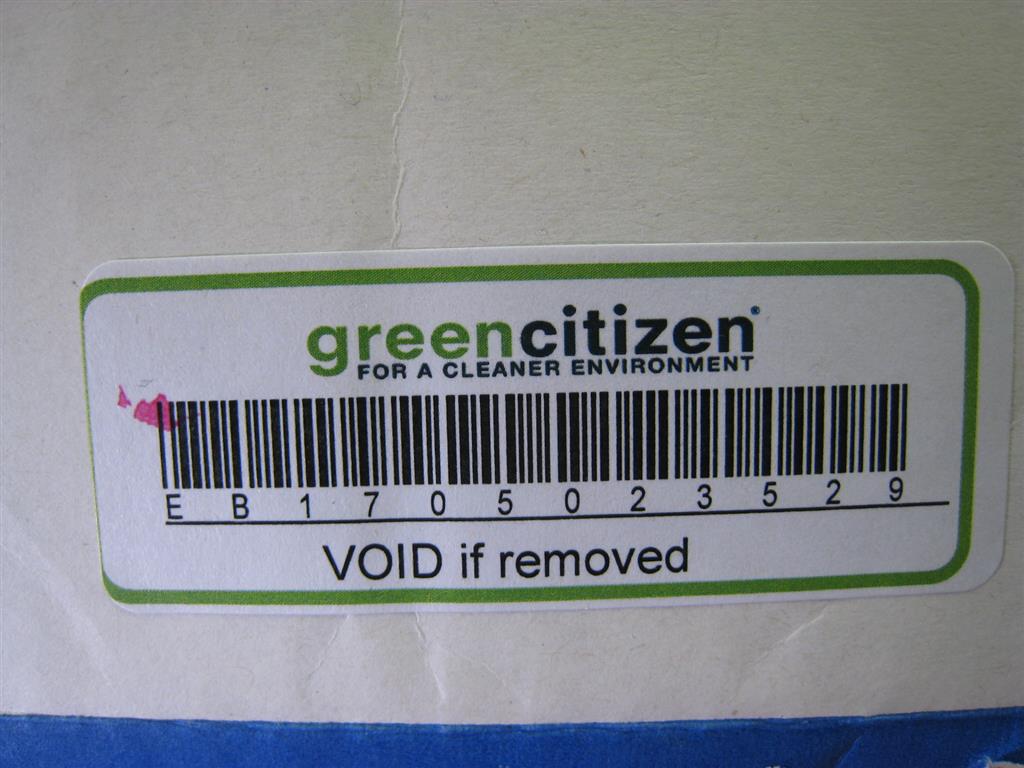 greencitizen
FOR A CLEANER ENVIRONMENT
EB1705023529
VOID if removed